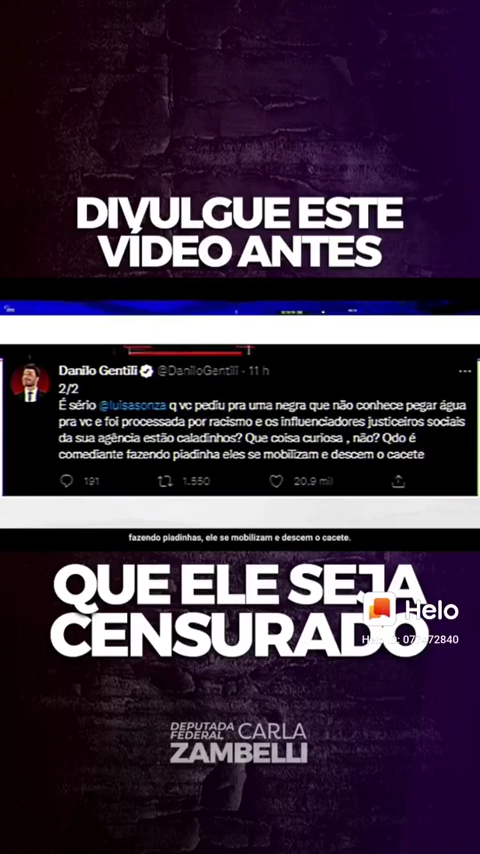 DIVULGUE ESTE
VÍDEO ANTES
Danilo Gentili @DaniloGentili · 11 h
2/2
É sério @luisasonza q vc pediu pra uma negra que não conhece pegar água
pra vc e foi processada por racismo e os influenciadores justiceiros sociais
da sua agência estão caladinhos? Que coisa curiosa , não? Qdo é
comediante fazendo piadinha eles se mobilizam e descem o cacete
191 1.550 20.9 mil
fazendo piadinhas, ele se mobilizam e descem o cacete.
QUE ELE SEJA
CENSURADO
Helo
DEPUTADA
FEDERAL CARLA
ZAMBELLI